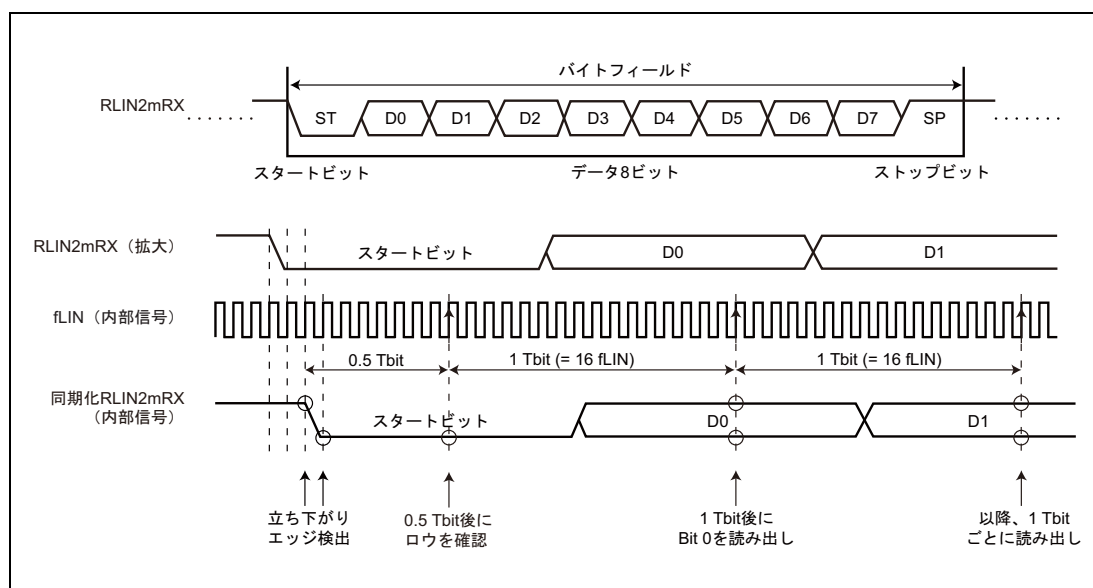 バイトフィールド
RLIN2mRX
ST D0 D1 D2 D3 D4 D5 D6 D7 SP
スタートビット データ8ビット ストップビット
RLIN2mRX（拡大） スタートビット D0 D1
fLIN（内部信号）
0.5 Tbit 1 Tbit (= 16 fLIN) 1 Tbit (= 16 fLIN)
同期化RLIN2mRX
（内部信号）
スタートビット D0 D1
立ち下がり
エッジ検出
0.5 Tbit後に
ロウを確認
1 Tbit後に
Bit 0を読み出し
以降、1 Tbit
ごとに読み出し